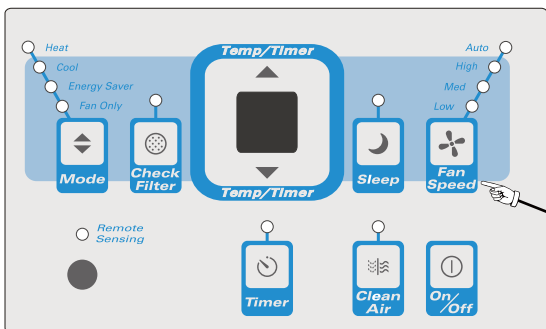 Temp/Timer
Heat
Cool
Energy Saver
Fan Only
Auto
High
Med
Low
Mode
Check
Filter
Temp/Timer
Sleep
Fan
Speed
Remote
Sensing
Timer
Clean
Air
On/Off